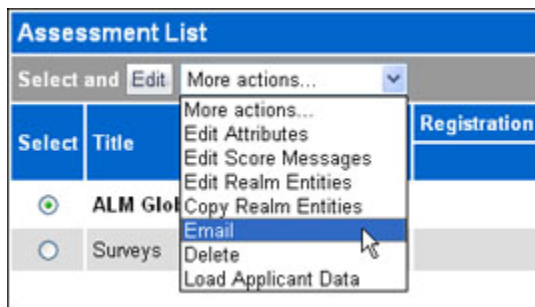 Assessment List
Select and Edit More actions...
More actions...
Edit Attributes
Edit Score Messages
Edit Realm Entities
Copy Realm Entities
Email
Delete
Load Applicant Data
Select Title Registration
ALM
Surveys